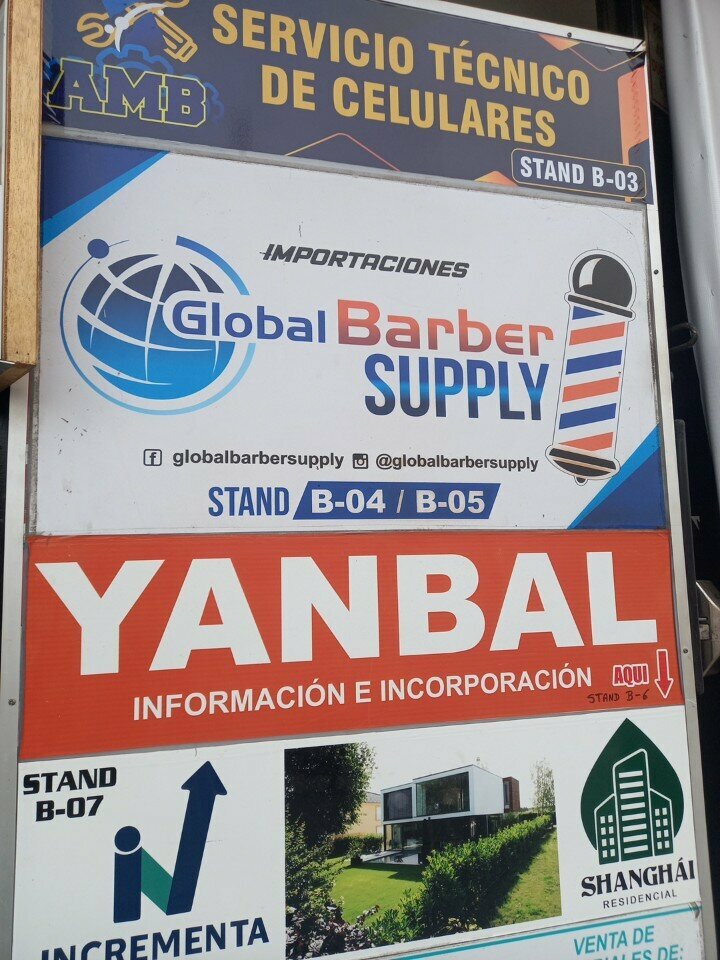 AMB
SERVICIO TÉCNICO
DE CELULARES
STAND B-03
IMPORTACIONES
Global Barber
SUPPLY
globalbarbersupply @globalbarbersupply
STAND B-04 / B-05
YANBAL
INFORMACIÓN E INCORPORACIÓN
AQUI
STAND B-6
STAND
B-07
iN
INCREMENTA
SHANGHÁI
RESIDENCIAL
VENTA DE